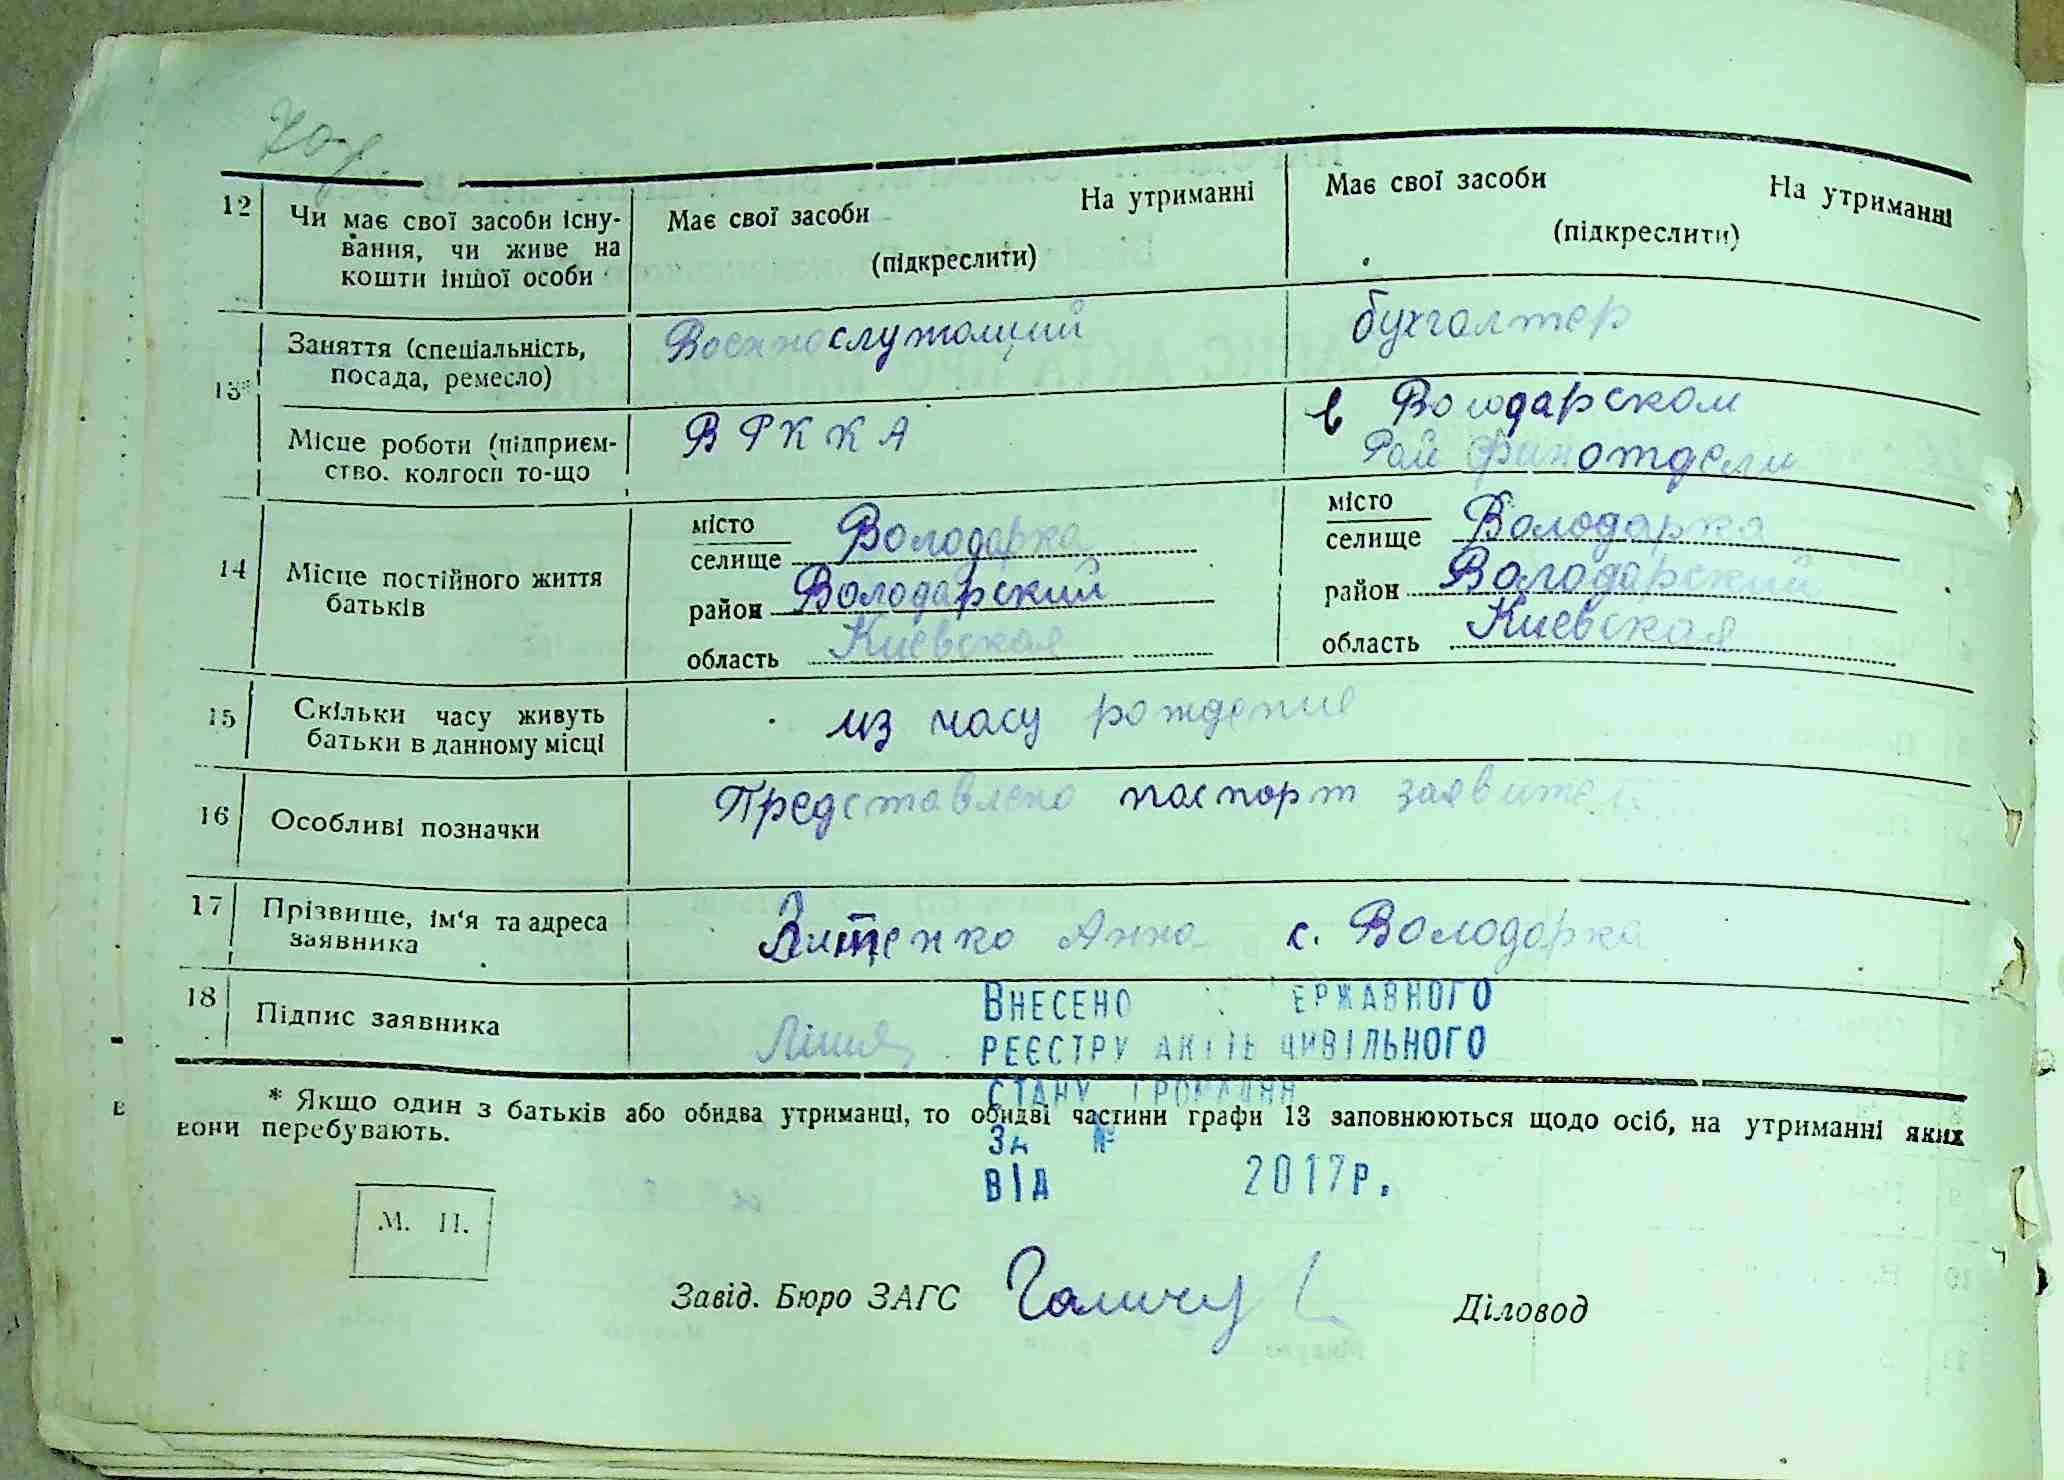 12 Чи має свої засоби існу-
вання, чи живе на
кошти іншої особи
Має свої засоби На утриманні
(підкреслити)
Має свої засоби На утриманні
(підкреслити)
13* Заняття (спеціальність,
посада, ремесло)
Военнослужащий
бухгалтер
Місце роботи (підприєм-
ство. колгосп то-що
В Р К К А
в Володарском
Рай финотделе
14 Місце постійного життя
батьків
місто
селище Володарка
район Володарский
область Киевская
місто
селище Володарка
район Володарский
область Киевская
15 Скільки часу живуть
батьки в данному місці
из часу рождение
16 Особливі позначки
Представлено паспорт заявителя
17 Прізвище, ім‘я та адреса
заявника
Анна с. Володарка
18 Підпис заявника
ВНЕСЕНО ЕРЖАВНОГО
РЕЄСТРУ АКТІВ ЦИВІЛЬНОГО
СТАНУ ГРОМАДЯН
ЗА №
ВІД 2017р.
* Якщо один з батьків або обидва утриманці, то обидві частини графи 13 заповнюються щодо осіб, на утриманні яких
вони перебувають.
М. П.
Завід. Бюро ЗАГС
Діловод